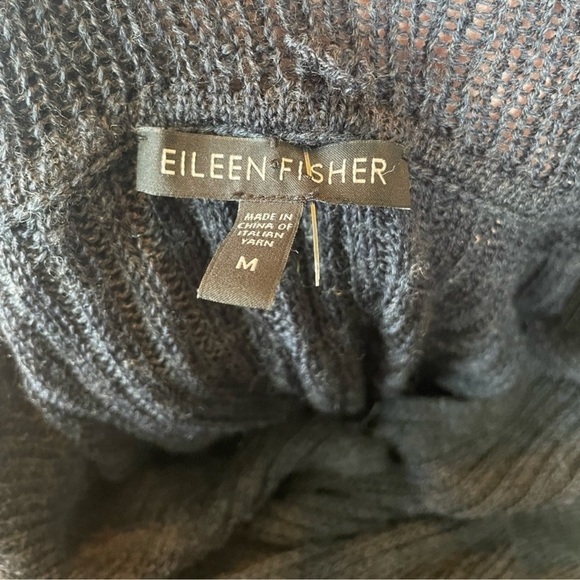 EILEEN FISHER
MADE IN
CHINA OF
ITALIAN
YARN
M